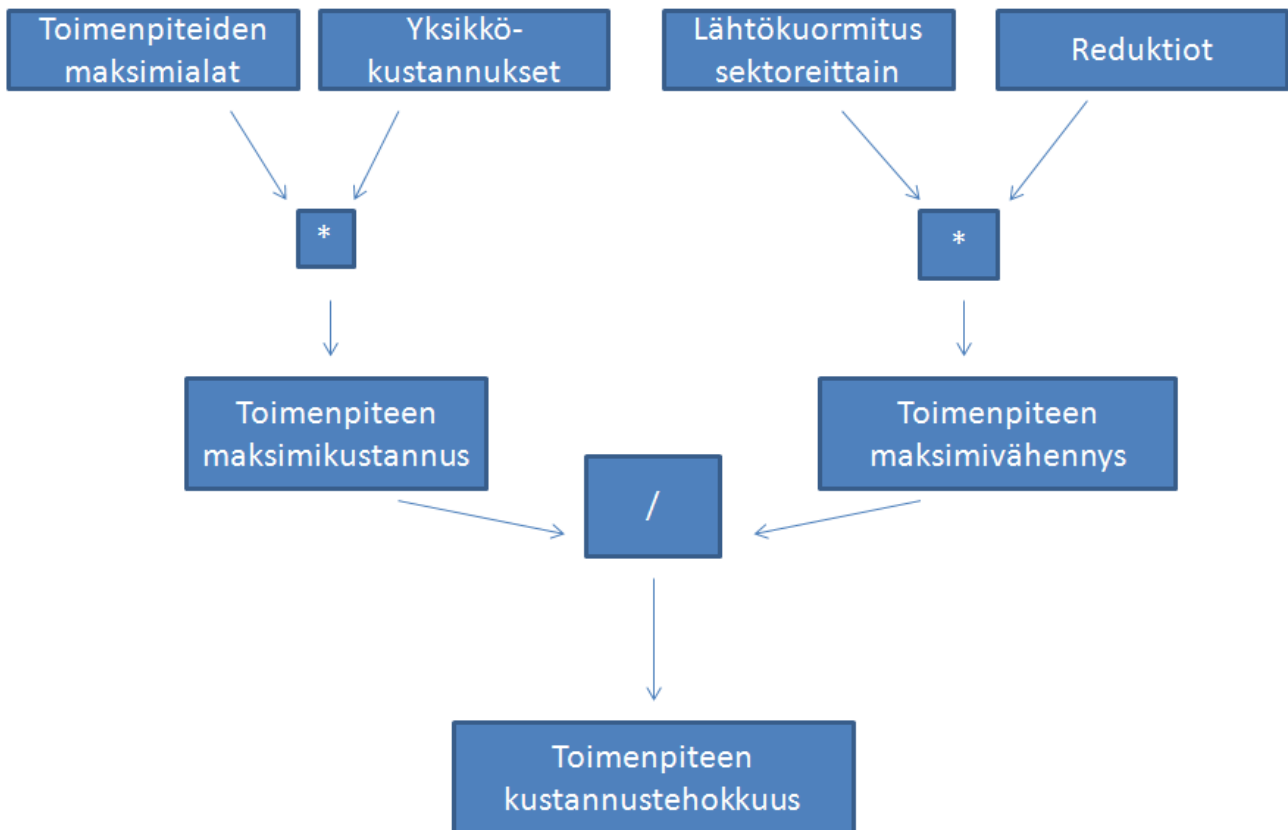 Toimenpiteiden
maksimialat
Yksikkö-
kustannukset
Lähtökuormitus
sektoreittain
Reduktiot
*
*
Toimenpiteen
maksimikustannus
/
Toimenpiteen
maksimivähennys
Toimenpiteen
kustannustehokkuus